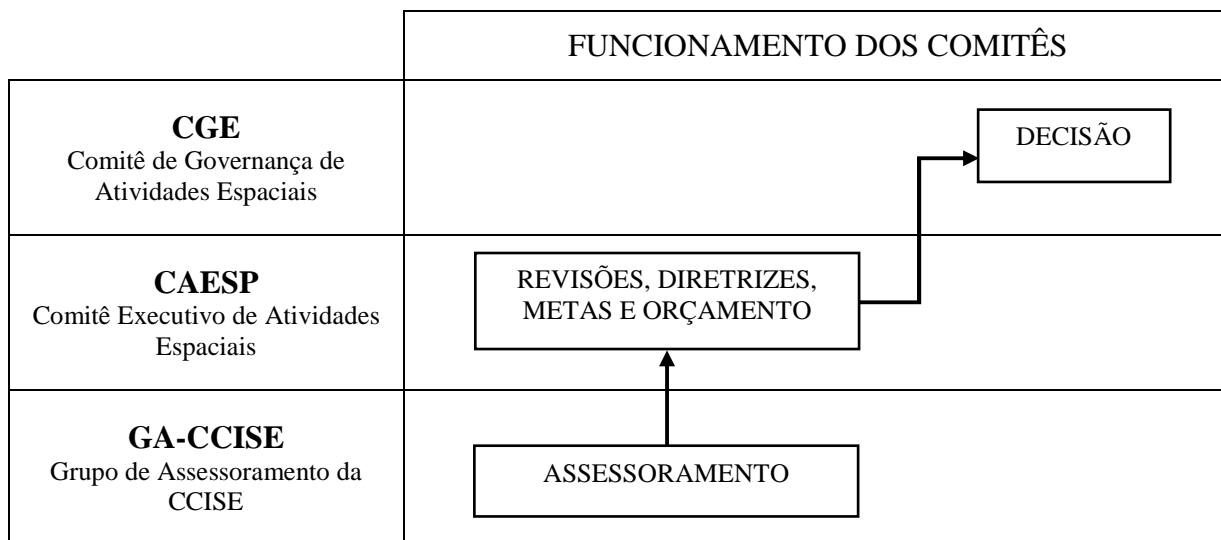 FUNCIONAMENTO DOS COMITÊS
CGE
Comitê de Governança de
Atividades Espaciais
DECISÃO
CAESP
Comitê Executivo de Atividades
Espaciais
REVISÕES, DIRETRIZES,
METAS E ORÇAMENTO
GA-CCISE
Grupo de Assessoramento da
CCISE
ASSESSORAMENTO